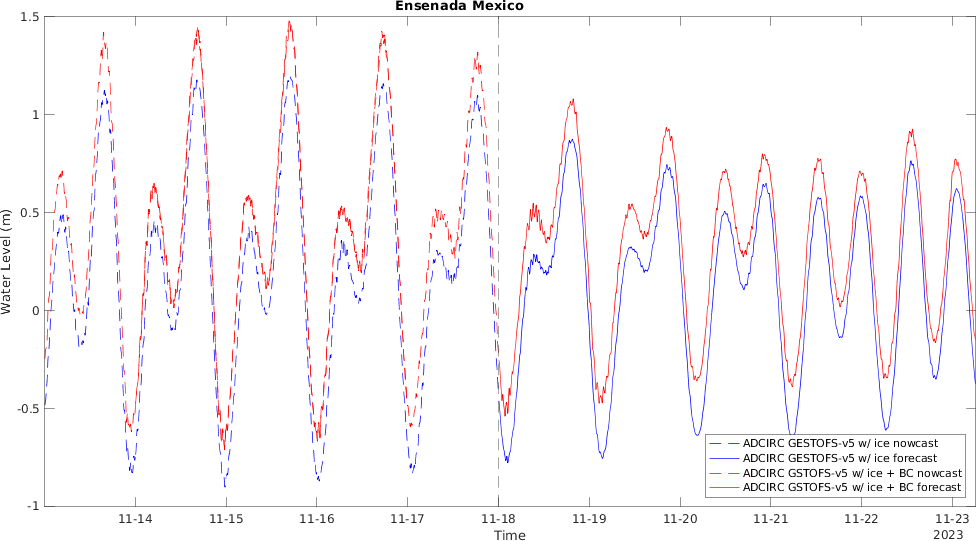 Ensenada Mexico
Water Level (m)
1.5
1
0.5
0
-0.5
-1
ADCIRC GESTOFS-v5 w/ ice nowcast
ADCIRC GESTOFS-v5 w/ ice forecast
ADCIRC GSTOFS-v5 w/ ice + BC nowcast
ADCIRC GSTOFS-v5 w/ ice + BC forecast
11-14 11-15 11-16 11-17 11-18 11-19 11-20 11-21 11-22 11-23
Time 2023